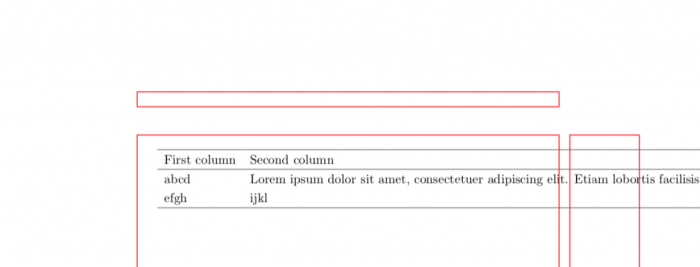 First column Second column
abcd Lorem ipsum dolor sit amet, consectetuer adipiscing elit. Etiam lobortis facilisis
efgh ijkl